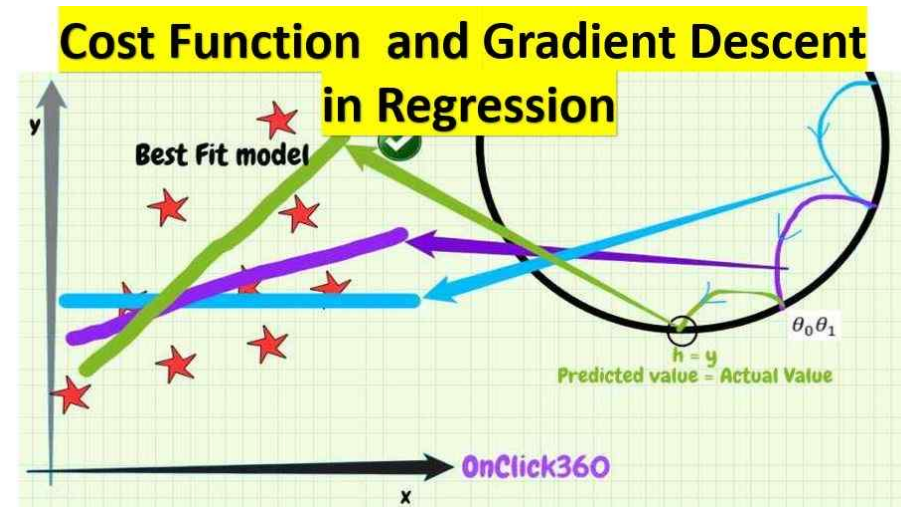 Cost Function and Gradient Descent
in Regression
y
Best Fit model
θ₀θ₁
h = y
Predicted value = Actual Value
OnClick360
x